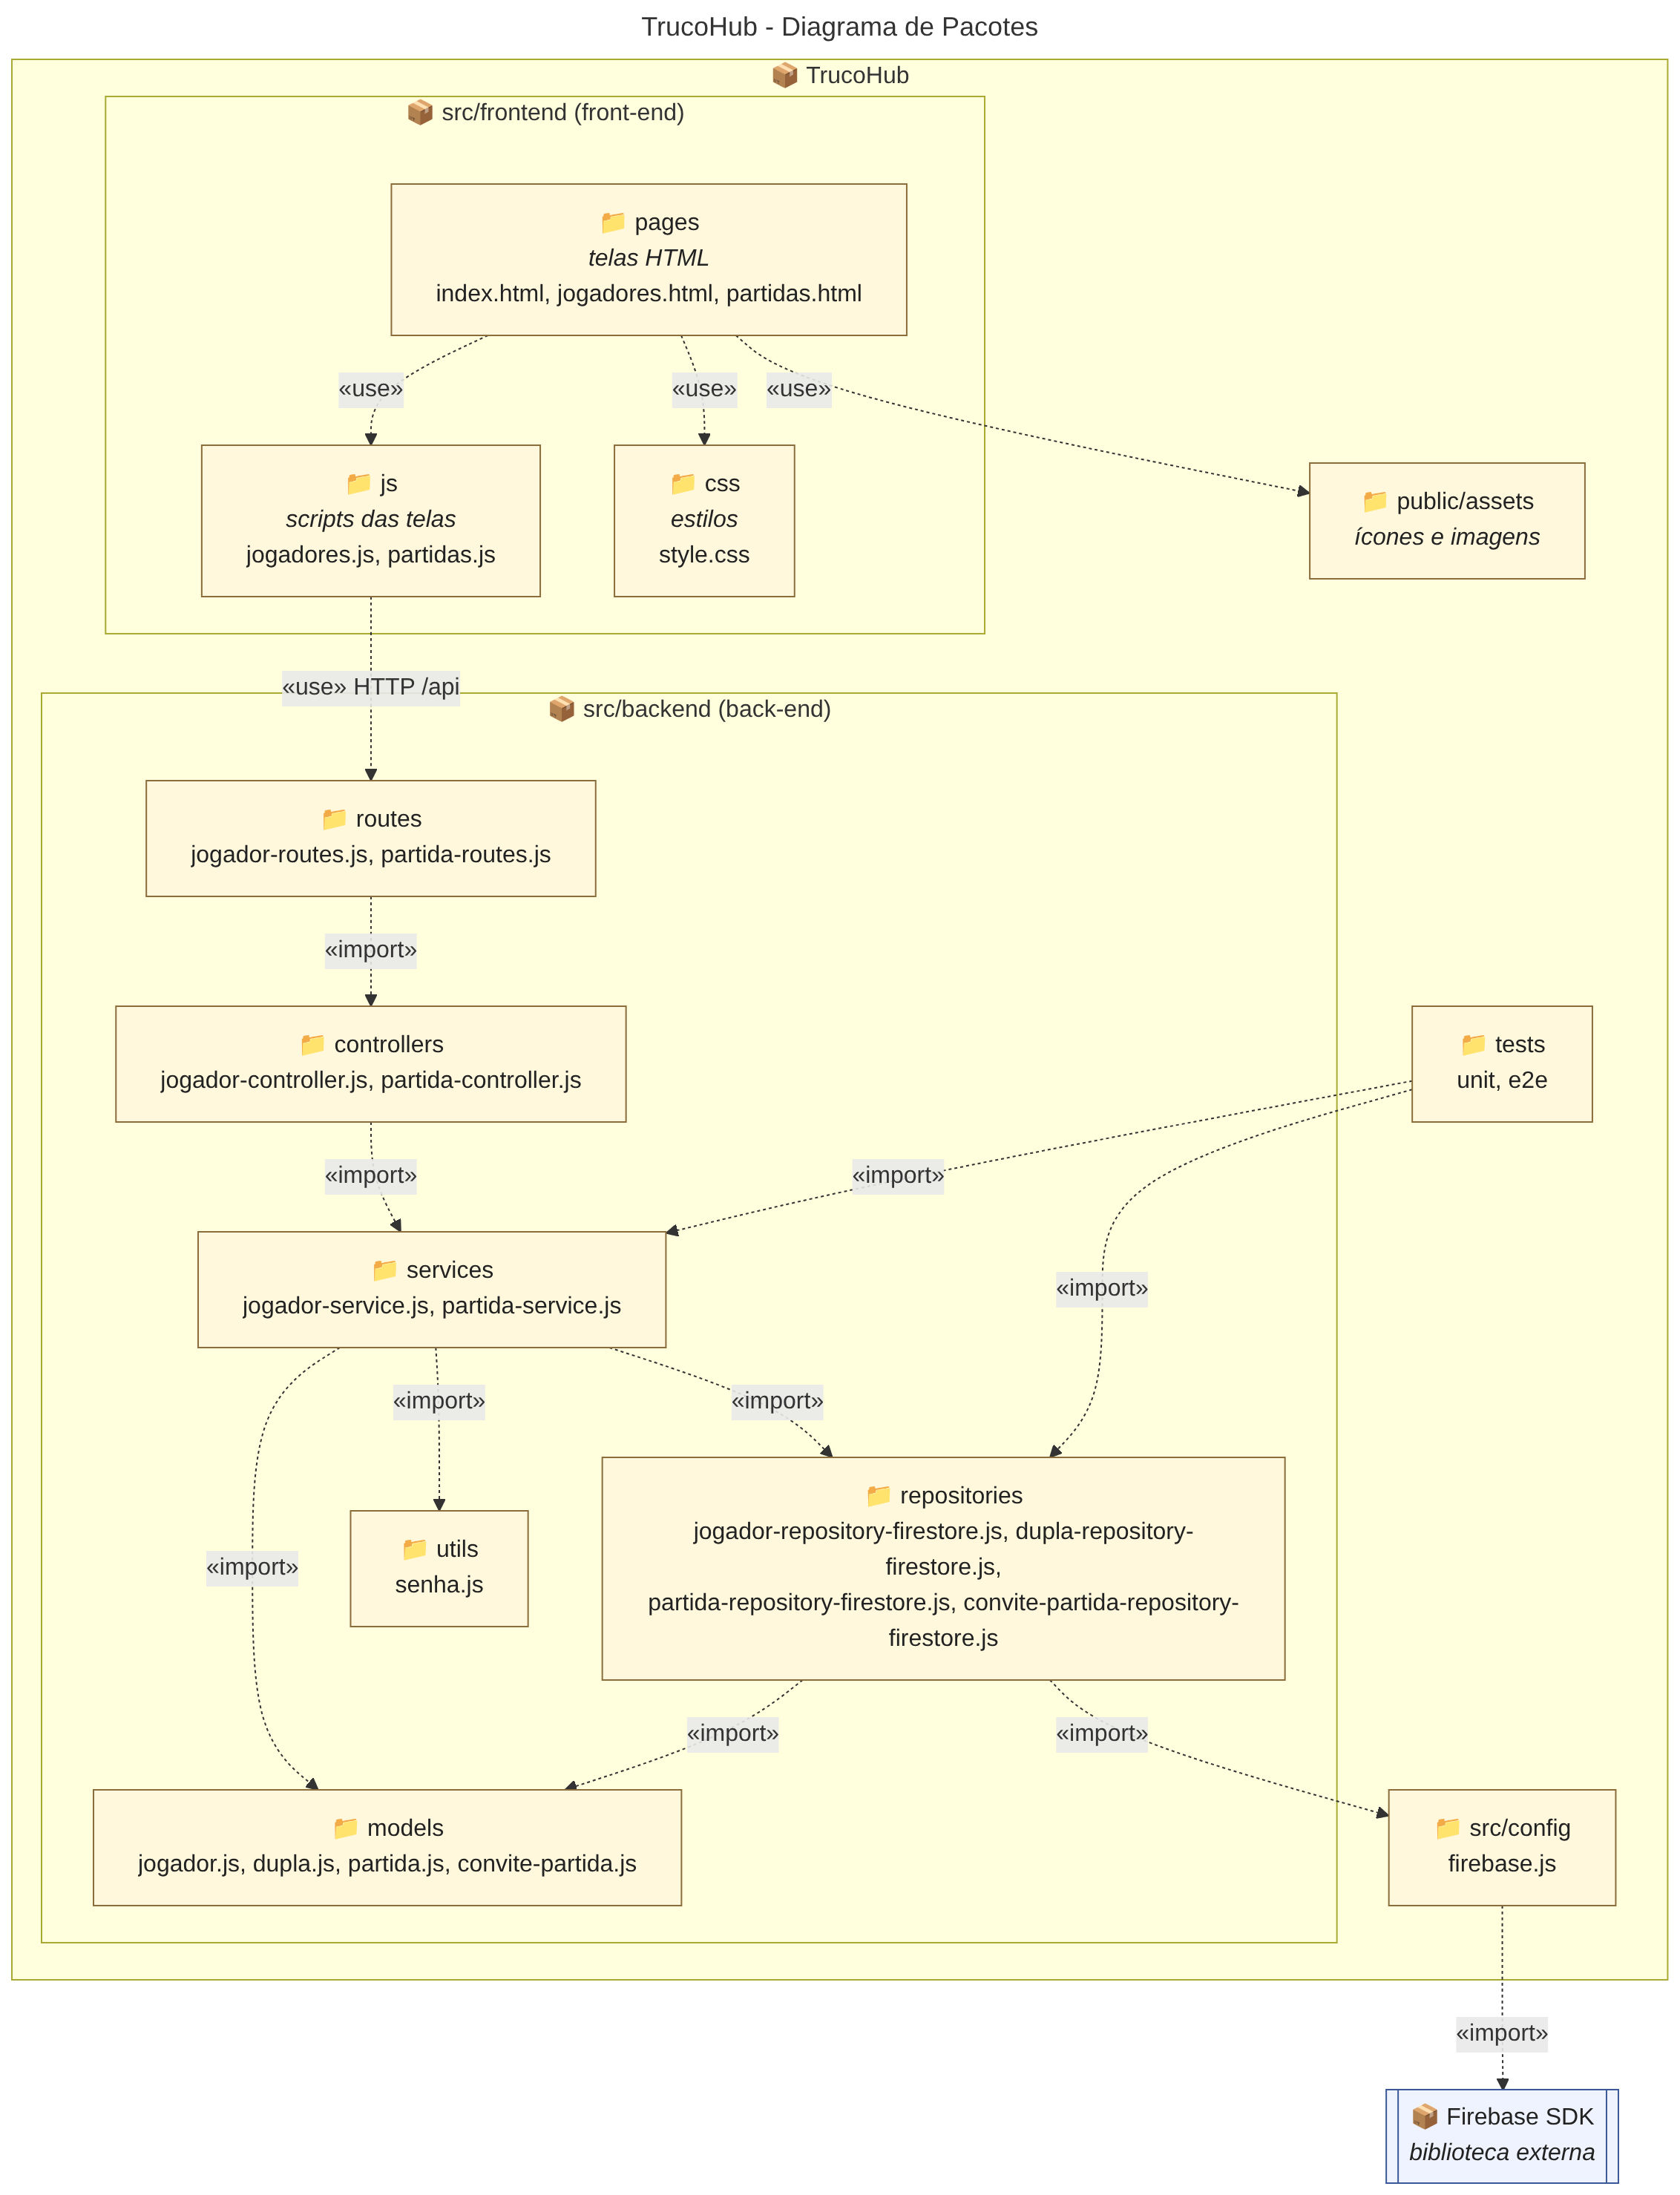 TrucoHub - Diagrama de Pacotes
📦 TrucoHub
📦 src/frontend (front-end)
📁 pages
telas HTML
index.html, jogadores.html, partidas.html
«use»
«use»
«use»
📁 js
scripts das telas
jogadores.js, partidas.js
📁 css
estilos
style.css
📁 public/assets
ícones e imagens
«use» HTTP /api
📦 src/backend (back-end)
📁 routes
jogador-routes.js, partida-routes.js
«import»
📁 controllers
jogador-controller.js, partida-controller.js
📁 tests
unit, e2e
«import»
«import»
📁 services
jogador-service.js, partida-service.js
«import»
«import»
«import»
📁 repositories
jogador-repository-firestore.js, dupla-repository-
firestore.js,
partida-repository-firestore.js, convite-partida-repository-
firestore.js
📁 utils
senha.js
«import»
«import»
«import»
📁 models
jogador.js, dupla.js, partida.js, convite-partida.js
📁 src/config
firebase.js
«import»
📦 Firebase SDK
biblioteca externa